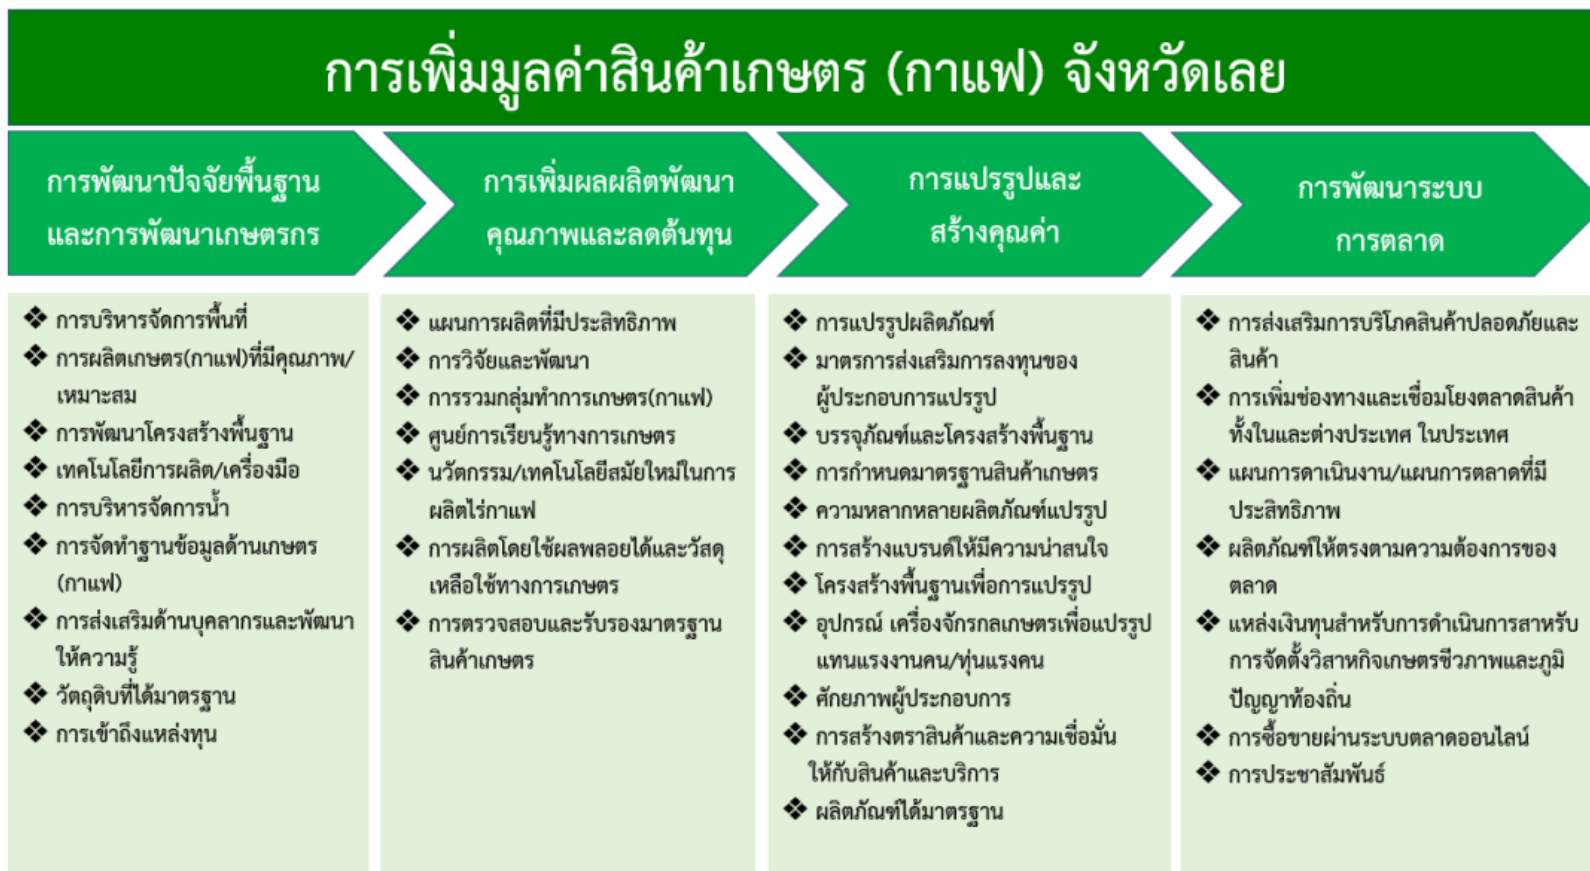 การเพิ่มมูลค่าสินค้าเกษตร (กาแฟ) จังหวัดเลย
การพัฒนาปัจจัยพื้นฐาน
และการพัฒนาเกษตรกร
❖ การบริหารจัดการพื้นที่
❖ การผลิตเกษตร(กาแฟ)ที่มีคุณภาพ/
เหมาะสม
❖ การพัฒนาโครงสร้างพื้นฐาน
❖ เทคโนโลยีการผลิต/เครื่องมือ
❖ การบริหารจัดการน้ำ
❖ การจัดทำฐานข้อมูลด้านเกษตร
(กาแฟ)
❖ การส่งเสริมด้านบุคลากรและพัฒนา
ให้ความรู้
❖ วัตถุดิบที่ได้มาตรฐาน
❖ การเข้าถึงแหล่งทุน
การเพิ่มผลผลิตพัฒนา
คุณภาพและลดต้นทุน
❖ แผนการผลิตที่มีประสิทธิภาพ
❖ การวิจัยและพัฒนา
❖ การรวมกลุ่มทำการเกษตร(กาแฟ)
❖ ศูนย์การเรียนรู้ทางการเกษตร
❖ นวัตกรรม/เทคโนโลยีสมัยใหม่ในการ
ผลิตไร่กาแฟ
❖ การผลิตโดยใช้ผลพลอยได้และวัสดุ
เหลือใช้ทางการเกษตร
❖ การตรวจสอบและรับรองมาตรฐาน
สินค้าเกษตร
การแปรรูปและ
สร้างคุณค่า
❖ การแปรรูปผลิตภัณฑ์
❖ มาตรการส่งเสริมการลงทุนของ
ผู้ประกอบการแปรรูป
❖ บรรจุภัณฑ์และโครงสร้างพื้นฐาน
❖ การกำหนดมาตรฐานสินค้าเกษตร
❖ ความหลากหลายผลิตภัณฑ์แปรรูป
❖ การสร้างแบรนด์ให้มีความน่าสนใจ
❖ โครงสร้างพื้นฐานเพื่อการแปรรูป
❖ อุปกรณ์ เครื่องจักรกลเกษตรเพื่อแปรรูป
แทนแรงงานคน/ทุ่นแรงคน
❖ ศักยภาพผู้ประกอบการ
❖ การสร้างตราสินค้าและความเชื่อมั่น
ให้กับสินค้าและบริการ
❖ ผลิตภัณฑ์ได้มาตรฐาน
การพัฒนาระบบ
การตลาด
❖ การส่งเสริมการบริโภคสินค้าปลอดภัยและ
สินค้า
❖ การเพิ่มช่องทางและเชื่อมโยงตลาดสินค้า
ทั้งในและต่างประเทศ ในประเทศ
❖ แผนการดาเนินงาน/แผนการตลาดที่มี
ประสิทธิภาพ
❖ ผลิตภัณฑ์ให้ตรงตามความต้องการของ
ตลาด
❖ แหล่งเงินทุนสำหรับการดำเนินการสาหรับ
การจัดตั้งวิสาหกิจเกษตรชีวภาพและภูมิ
ปัญญาท้องถิ่น
❖ การซื้อขายผ่านระบบตลาดออนไลน์
❖ การประชาสัมพันธ์